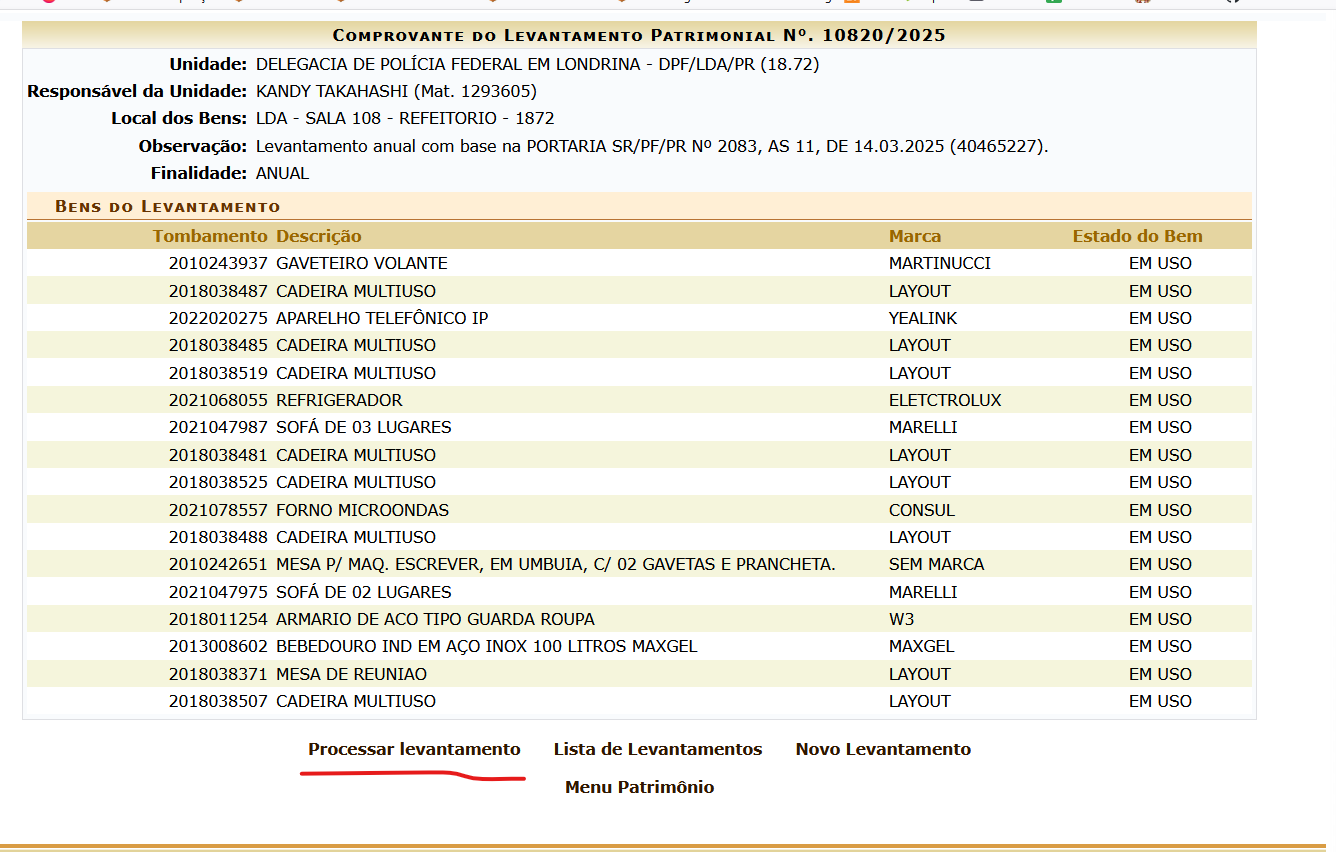 COMPROVANTE DO LEVANTAMENTO PATRIMONIAL Nº. 10820/2025
Unidade: DELEGACIA DE POLÍCIA FEDERAL EM LONDRINA - DPF/LDA/PR (18.72)
Responsável da Unidade: KANDY TAKAHASHI (Mat. 1293605)
Local dos Bens: LDA - SALA 108 - REFEITORIO - 1872
Observação: Levantamento anual com base na PORTARIA SR/PF/PR Nº 2083, AS 11, DE 14.03.2025 (40465227).
Finalidade: ANUAL
BENS DO LEVANTAMENTO
Tombamento Descrição Marca Estado do Bem
2010243937 GAVETEIRO VOLANTE MARTINUCCI EM USO
2018038487 CADEIRA MULTIUSO LAYOUT EM USO
2022020275 APARELHO TELEFÔNICO IP YEALINK EM USO
2018038485 CADEIRA MULTIUSO LAYOUT EM USO
2018038519 CADEIRA MULTIUSO LAYOUT EM USO
2021068055 REFRIGERADOR ELETCTROLUX EM USO
2021047987 SOFÁ DE 03 LUGARES MARELLI EM USO
2018038481 CADEIRA MULTIUSO LAYOUT EM USO
2018038525 CADEIRA MULTIUSO LAYOUT EM USO
2021078557 FORNO MICROONDAS CONSUL EM USO
2018038488 CADEIRA MULTIUSO LAYOUT EM USO
2010242651 MESA P/ MAQ. ESCREVER, EM UMBUIA, C/ 02 GAVETAS E PRANCHETA. SEM MARCA EM USO
2021047975 SOFÁ DE 02 LUGARES MARELLI EM USO
2018011254 ARMARIO DE ACO TIPO GUARDA ROUPA W3 EM USO
2013008602 BEBEDOURO IND EM AÇO INOX 100 LITROS MAXGEL MAXGEL EM USO
2018038371 MESA DE REUNIAO LAYOUT EM USO
2018038507 CADEIRA MULTIUSO LAYOUT EM USO
Processar levantamento Lista de Levantamentos Novo Levantamento
Menu Patrimônio